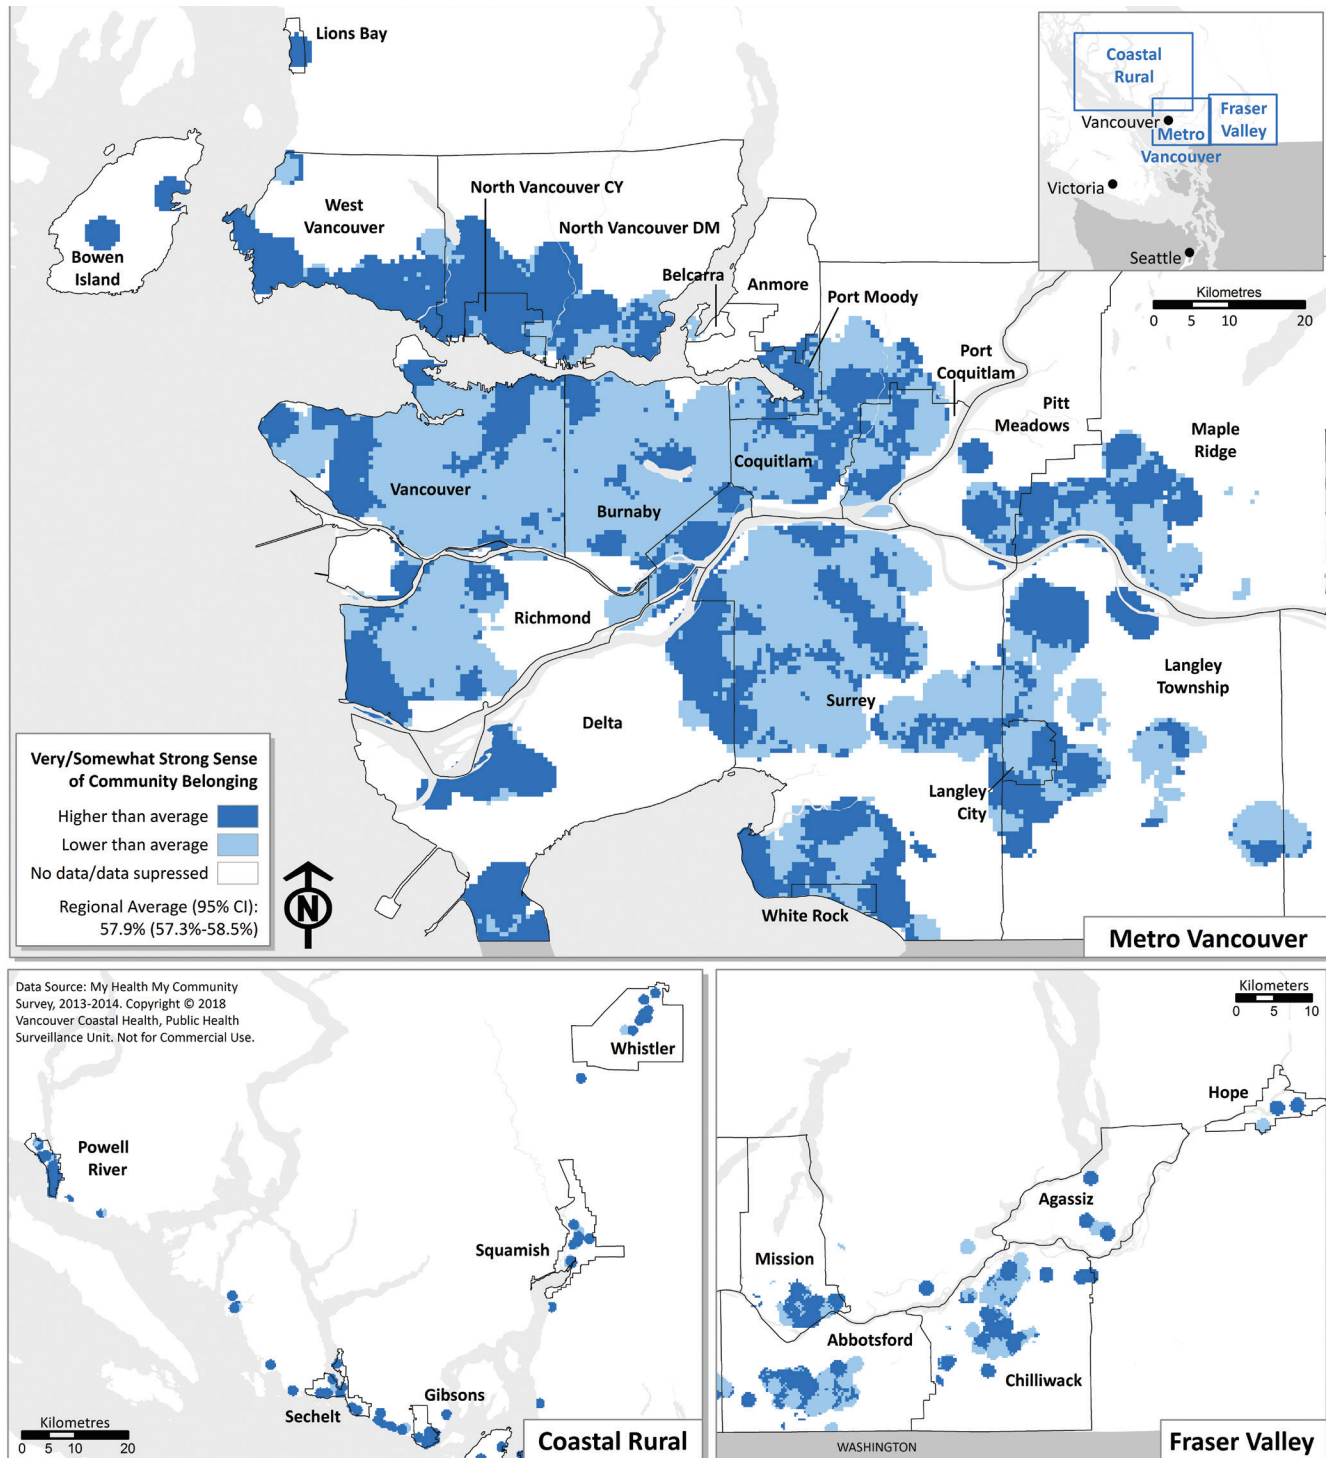 Lions Bay
Coastal
Rural
Vancouver
Fraser
Valley
Metro
Vancouver
Victoria
Seattle
Kilometres
0 5 10 20
North Vancouver CY
West
Vancouver
North Vancouver DM
Bowen
Island
Belcarra
Anmore
Port Moody
Port
Coquitlam
Pitt
Meadows
Maple
Ridge
Coquitlam
Vancouver
Burnaby
Richmond
Langley
Township
Surrey
Delta
Langley
City
White Rock
Very/Somewhat Strong Sense
of Community Belonging
Higher than average
Lower than average
No data/data supressed
Regional Average (95% CI):
57.9% (57.3%-58.5%)
N
Metro Vancouver
Data Source: My Health My Community
Survey, 2013-2014. Copyright © 2018
Vancouver Coastal Health, Public Health
Surveillance Unit. Not for Commercial Use.
Whistler
Powell
River
Squamish
Gibsons
Sechelt
Kilometres
0 5 10 20
Coastal Rural
Kilometers
0 5 10
Hope
Agassiz
Mission
Abbotsford
Chilliwack
WASHINGTON
Fraser Valley